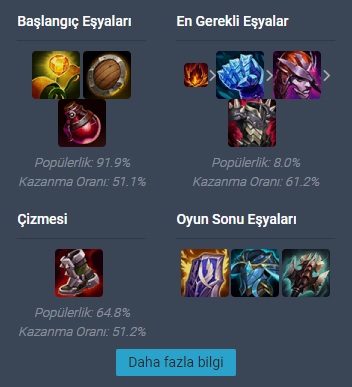 Başlangıç Eşyaları
En Gerekli Eşyalar
Popülerlik: 91.9%
Kazanma Oranı: 51.1%
Popülerlik: 8.0%
Kazanma Oranı: 61.2%
Çizmesi
Oyun Sonu Eşyaları
Popülerlik: 64.8%
Kazanma Oranı: 51.2%
Daha fazla bilgi